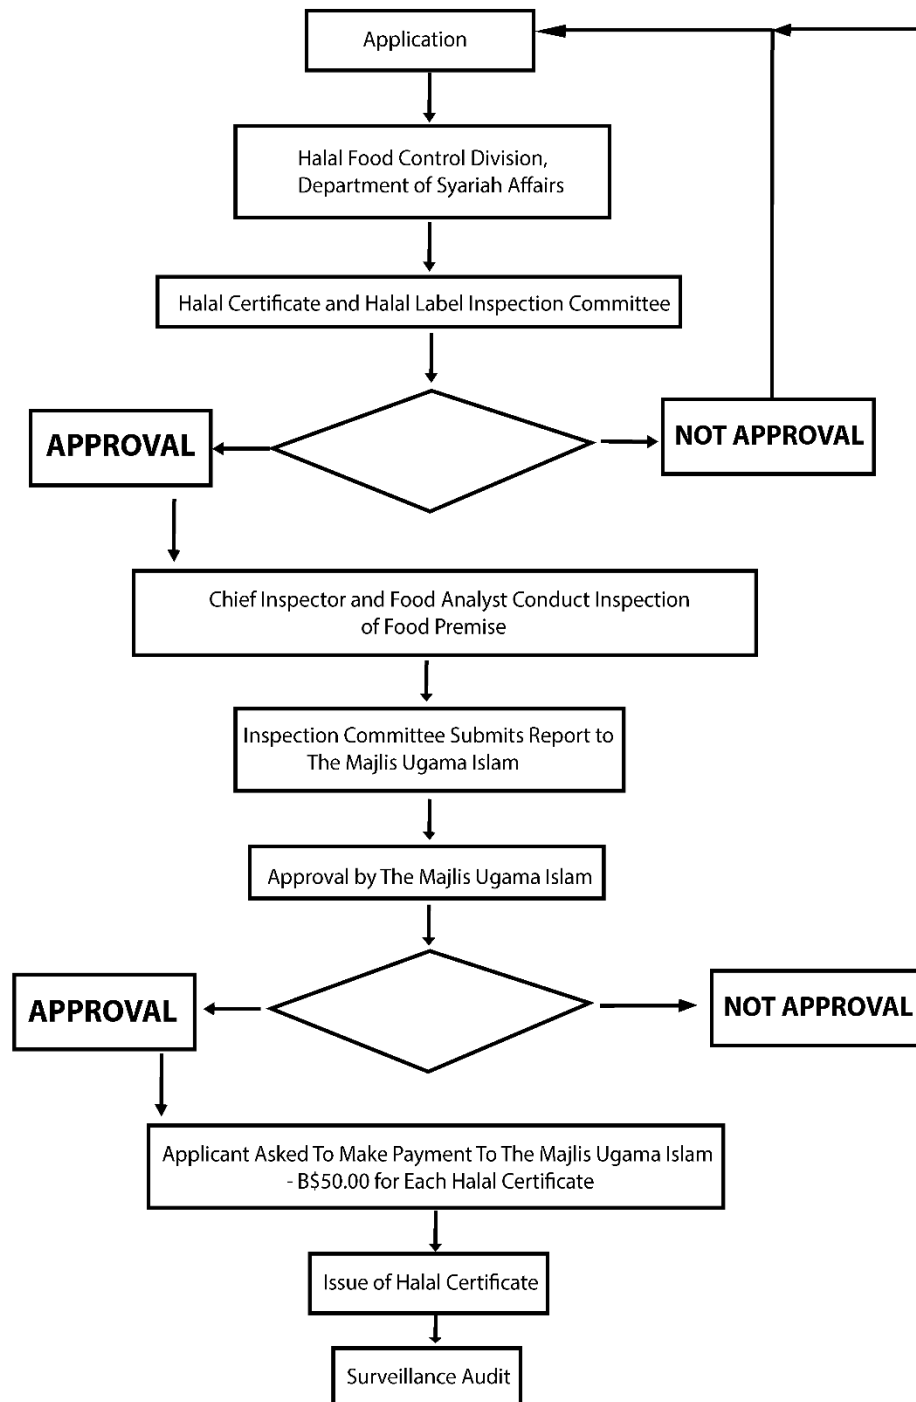 Application
Halal Food Control Division,
Department of Syariah Affairs
Halal Certificate and Halal Label Inspection Committee
APPROVAL
NOT APPROVAL
Chief Inspector and Food Analyst Conduct Inspection
of Food Premise
Inspection Committee Submits Report to
The Majlis Ugama Islam
Approval by The Majlis Ugama Islam
APPROVAL
NOT APPROVAL
Applicant Asked To Make Payment To The Majlis Ugama Islam
- B$50.00 for Each Halal Certificate
Issue of Halal Certificate
Surveillance Audit